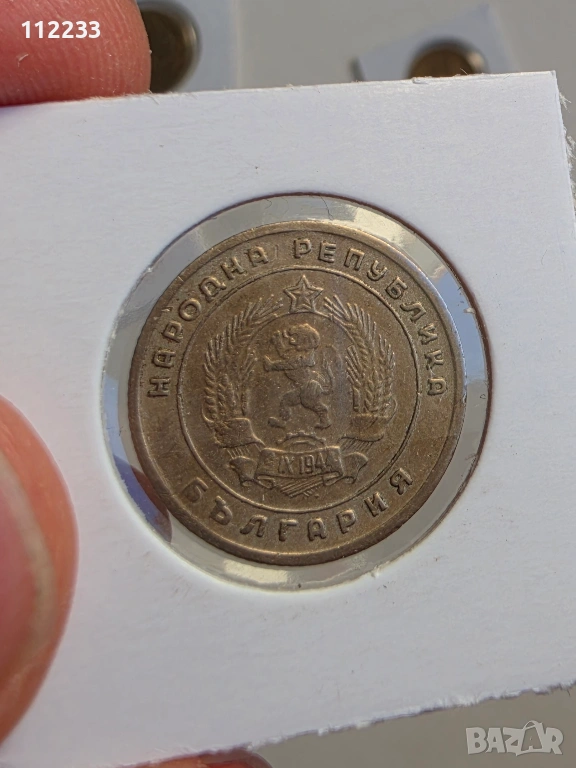 112233
НАРОДНА РЕПУБЛИКА
БЪЛГАРИЯ
9 IX 1944
BAZAR